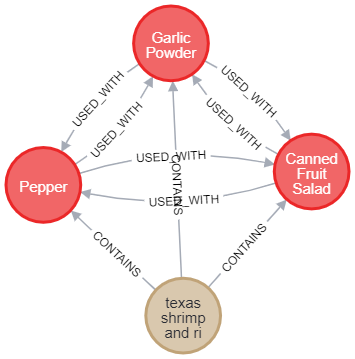 Garlic
Powder
USED_WITH
USED_WITH
USED_WITH
USED_WITH
USED_WITH
CONTAINS
USED_WITH
Pepper
Canned
Fruit
Salad
CONTAINS
CONTAINS
texas
shrimp
and ri